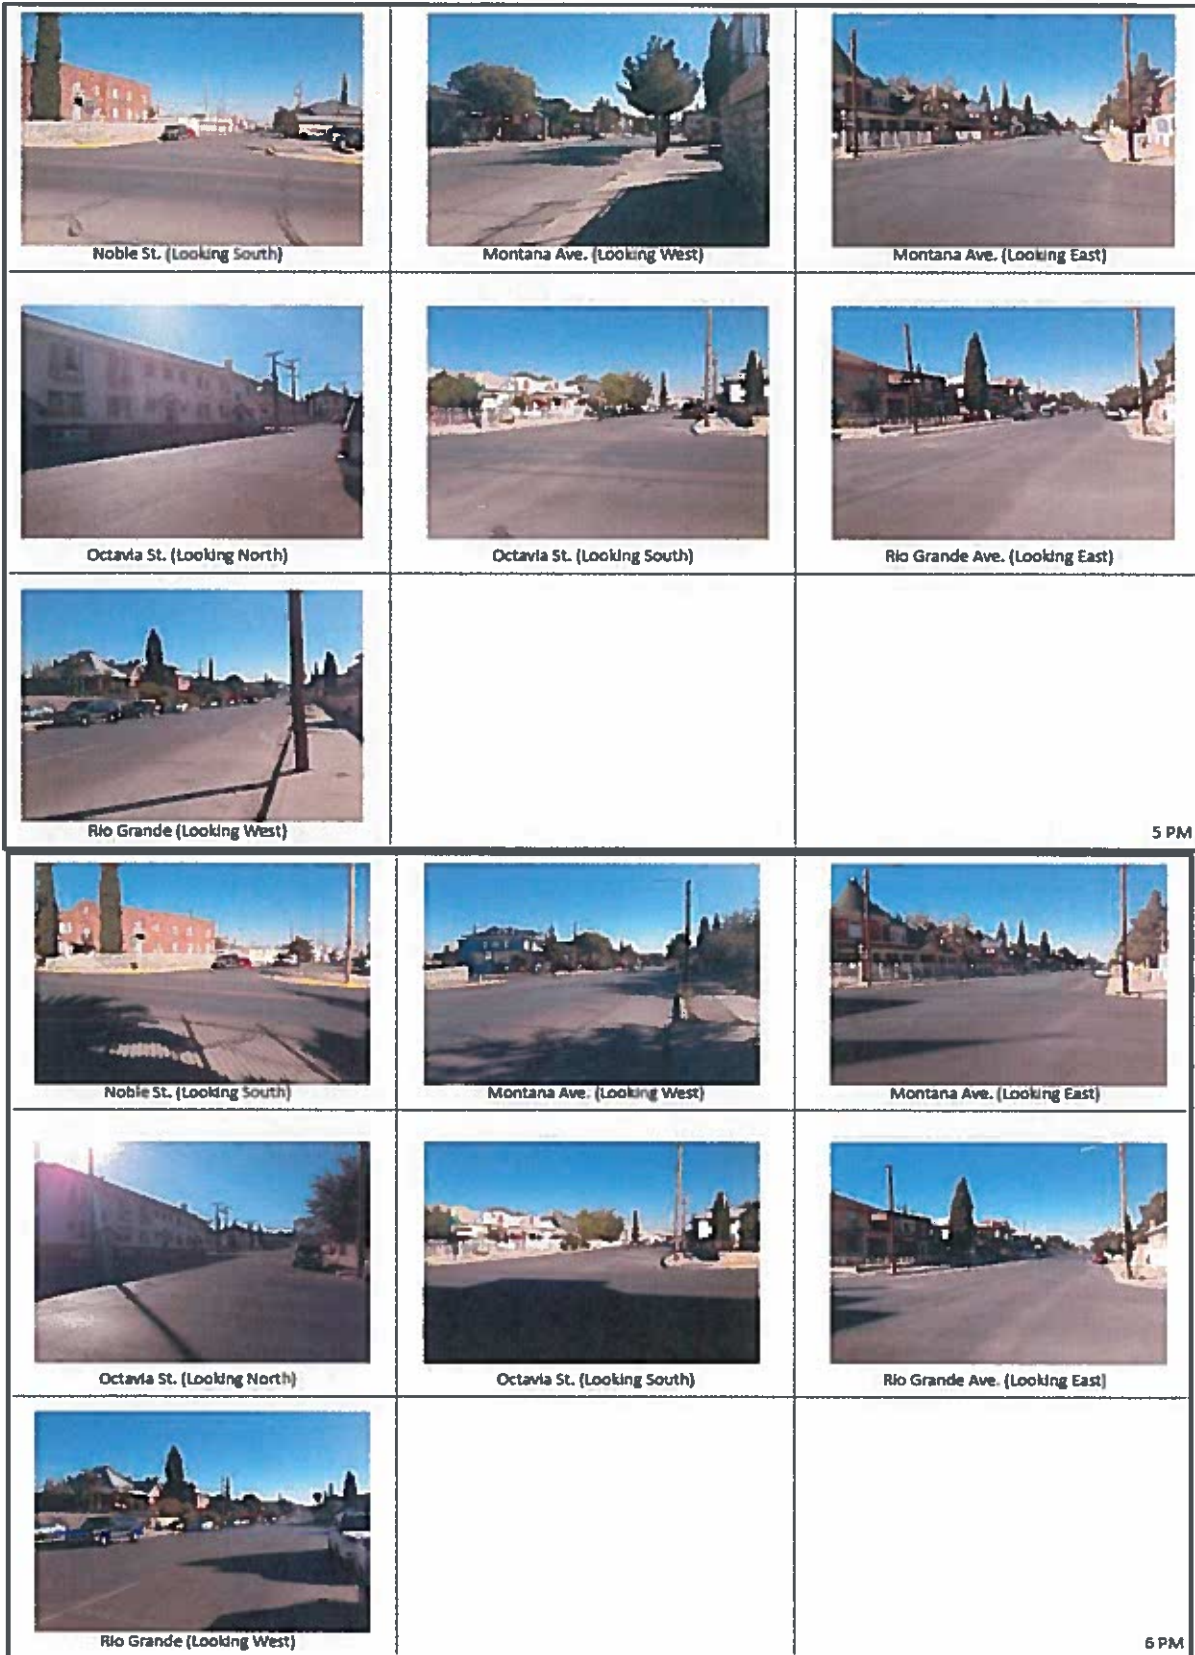 Noble St. (Looking South)
Montana Ave. (Looking West)
Montana Ave. (Looking East)
Octavia St. (Looking North)
Octavia St. (Looking South)
Rio Grande Ave. (Looking East)
Rio Grande (Looking West)
5 PM
Noble St. (Looking South)
Montana Ave. (Looking West)
Montana Ave. (Looking East)
Octavia St. (Looking North)
Octavia St. (Looking South)
Rio Grande Ave. (Looking East)
Rio Grande (Looking West)
6 PM